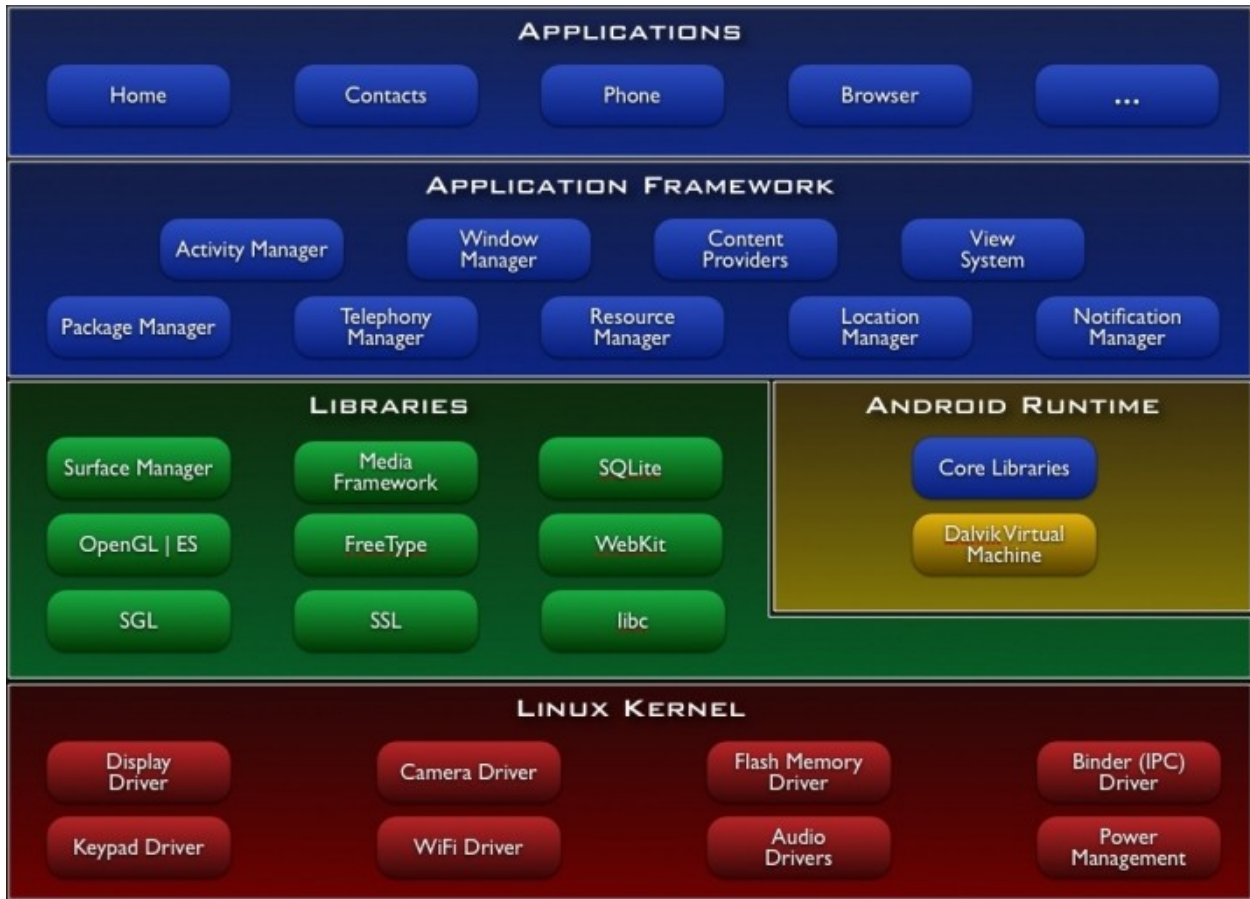 APPLICATIONS
Home
Contacts
Phone
Browser
...
APPLICATION FRAMEWORK
Activity Manager
Window
Manager
Content
Providers
View
System
Package Manager
Telephony
Manager
Resource
Manager
Location
Manager
Notification
Manager
LIBRARIES
Surface Manager
Media
Framework
SQLite
OpenGL | ES
FreeType
WebKit
SGL
SSL
libc
ANDROID RUNTIME
Core Libraries
Dalvik Virtual
Machine
LINUX KERNEL
Display
Driver
Camera Driver
Flash Memory
Driver
Binder (IPC)
Driver
Keypad Driver
WiFi Driver
Audio
Drivers
Power
Management